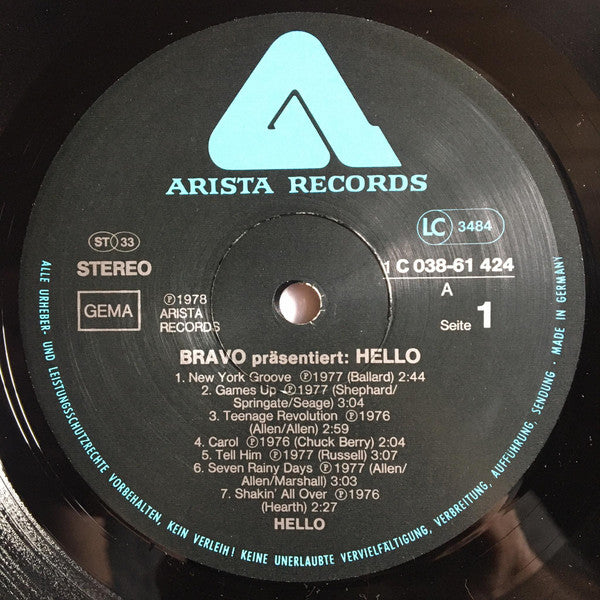 ARISTA RECORDS
LC 3484
ST 33
STEREO
1 C 038-61 424
GEMA
℗1978
ARISTA
RECORDS
A
Seite 1
BRAVO präsentiert: HELLO
1. New York Groove ℗1977 (Ballard) 2:44
2. Games Up ℗1977 (Shephard/
Springate/Seage) 3:04
3. Teenage Revolution ℗1976
(Allen/Allen) 2:59
4. Carol ℗1976 (Chuck Berry) 2:04
5. Tell Him ℗1977 (Russell) 3:07
6. Seven Rainy Days ℗1977 (Allen/
Allen/Marshall) 3:03
7. Shakin' All Over ℗1976
(Hearth) 2:27
HELLO
ALLE URHEBER- UND LEISTUNGSSCHUTZRECHTE VORBEHALTEN, KEIN VERLEIH! KEINE UNERLAUBTE VERVIELFÄLTIGUNG, VERBREITUNG, AUFFÜHRUNG, SENDUNG · MADE IN GERMANY